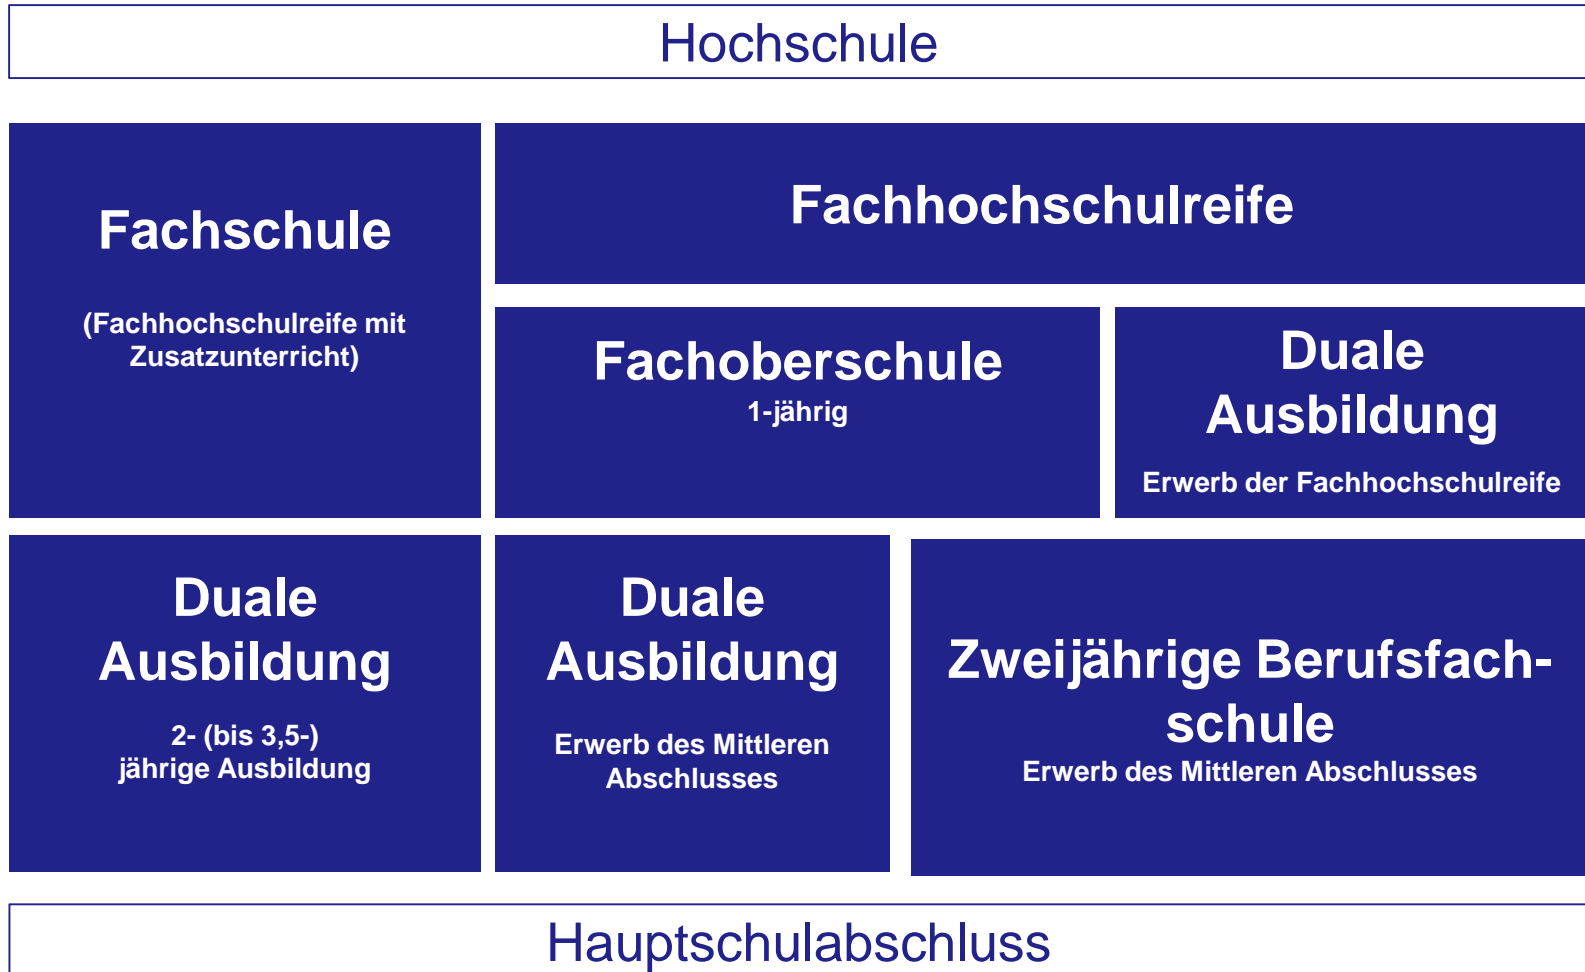 Hochschule
Fachschule
(Fachhochschulreife mit
Zusatzunterricht)
Fachhochschulreife
Fachoberschule
1-jährig
Duale
Ausbildung
Erwerb der Fachhochschulreife
Duale
Ausbildung
2- (bis 3,5-)
jährige Ausbildung
Duale
Ausbildung
Erwerb des Mittleren
Abschlusses
Zweijährige Berufsfach-
schule
Erwerb des Mittleren Abschlusses
Hauptschulabschluss